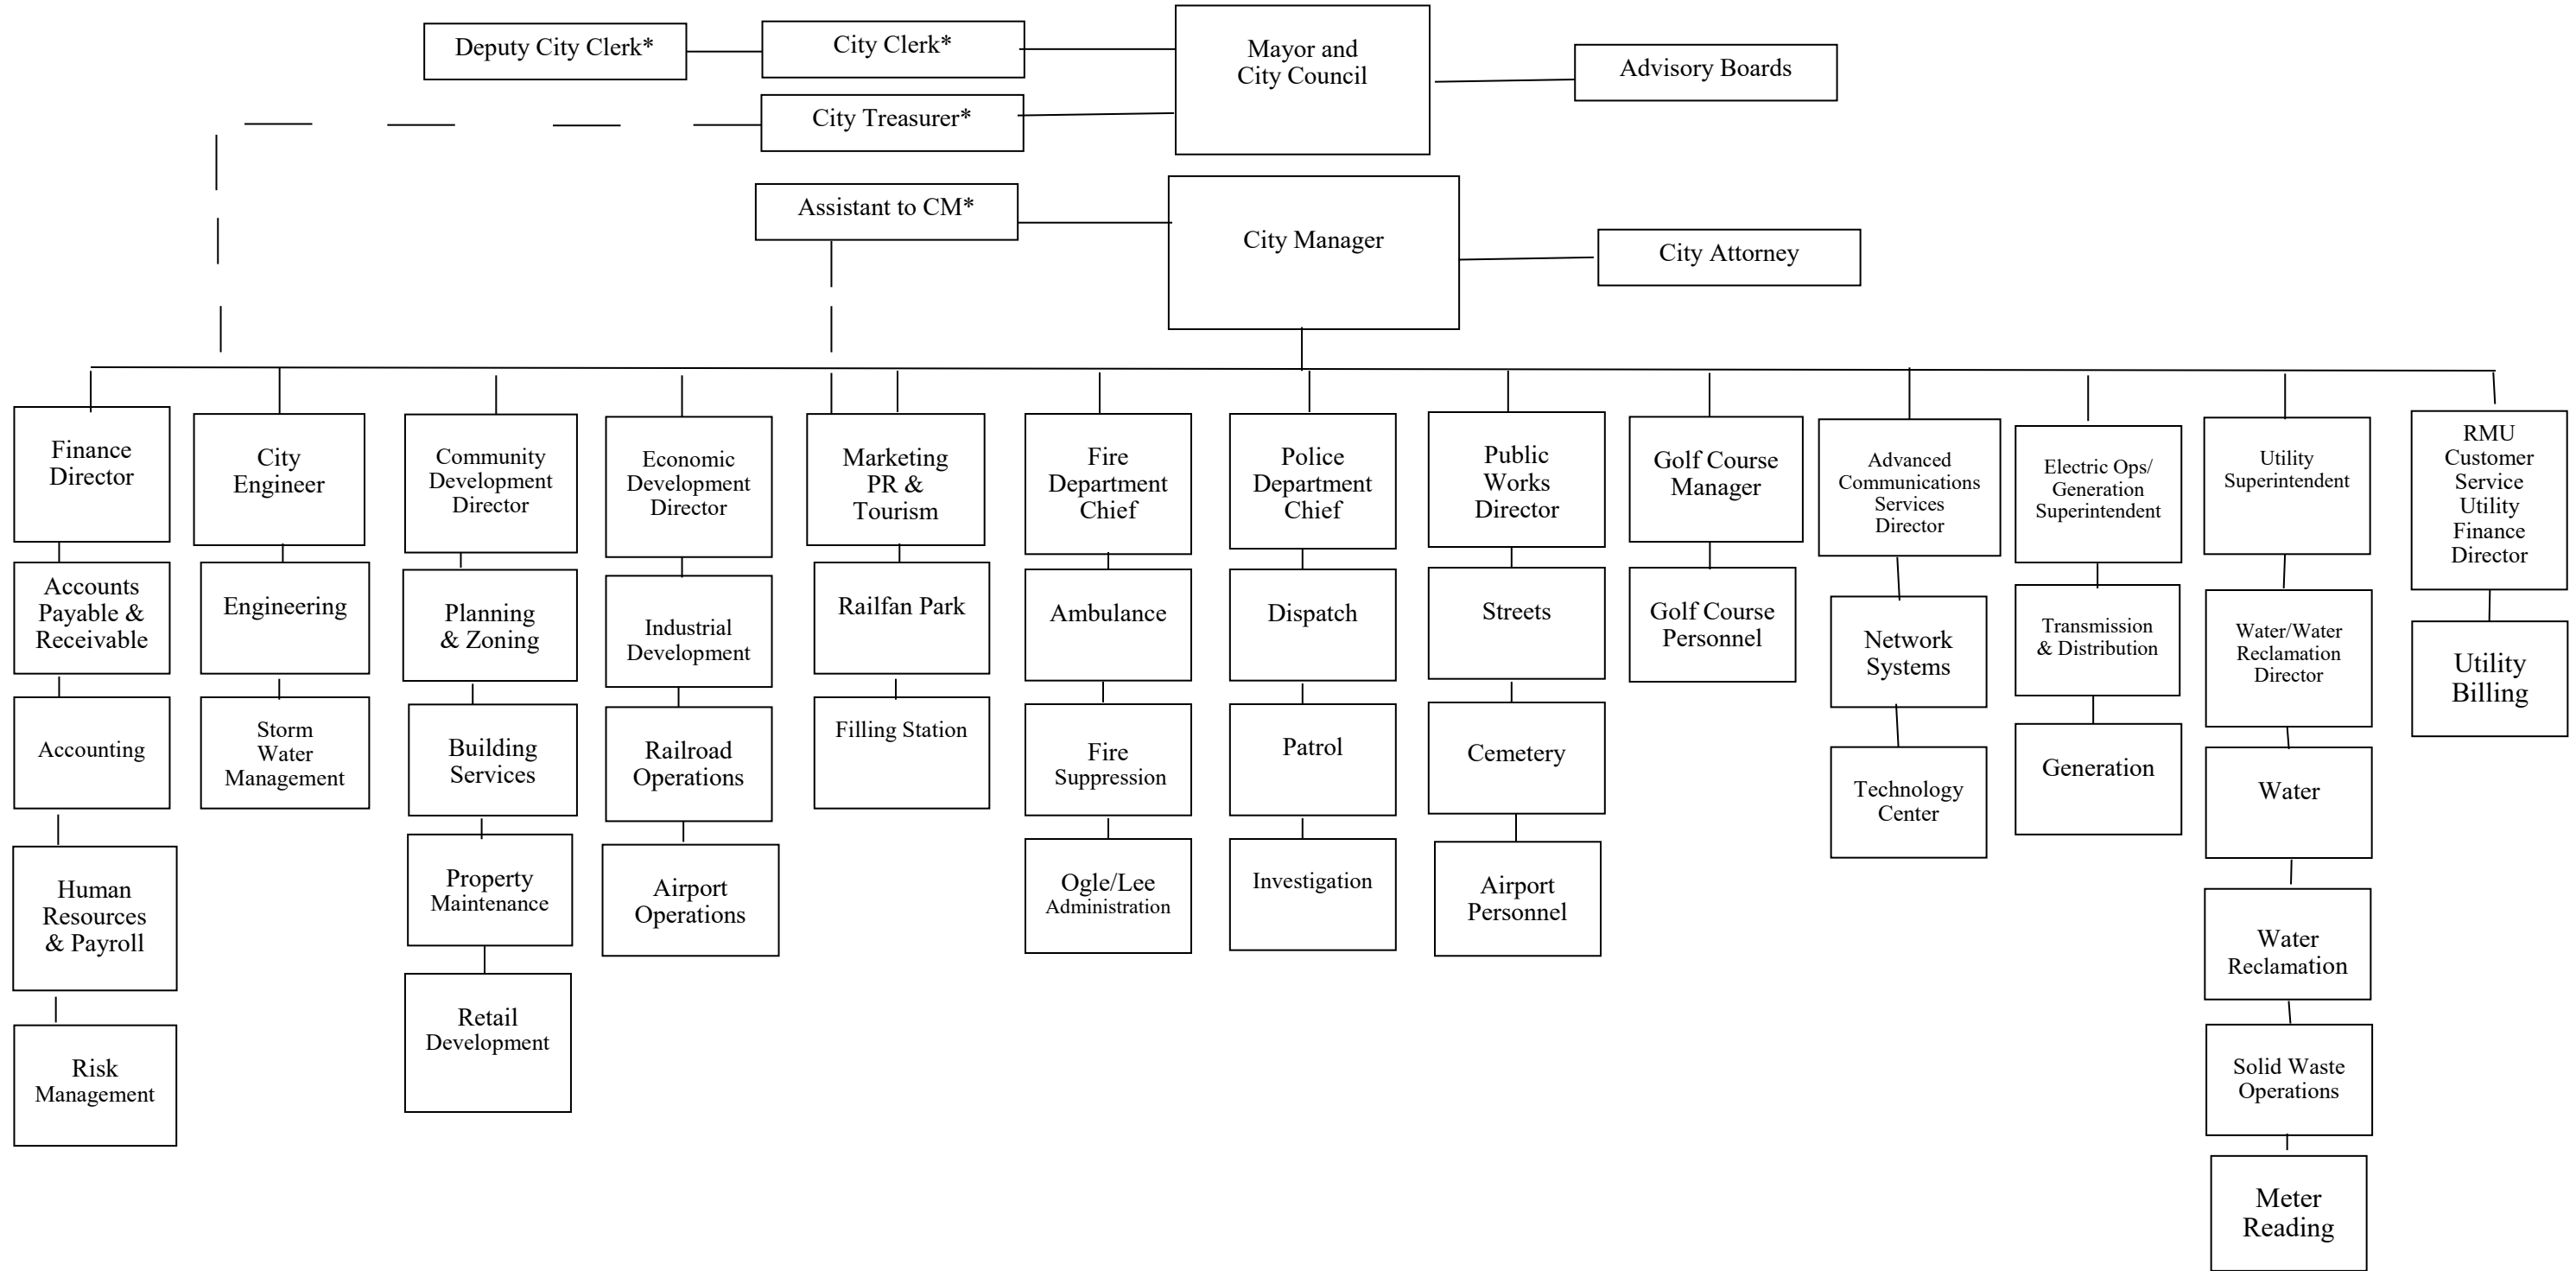 Deputy City Clerk*
City Clerk*
Mayor and
City Council
Advisory Boards
City Treasurer*
Assistant to CM*
City Manager
City Attorney
Finance
Director
City
Engineer
Community
Development
Director
Economic
Development
Director
Marketing
PR &
Tourism
Fire
Department
Chief
Police
Department
Chief
Public
Works
Director
Golf Course
Manager
Advanced
Communications
Services
Director
Electric Ops/
Generation
Superintendent
Utility
Superintendent
RMU
Customer
Service
Utility
Finance
Director
Accounts
Payable &
Receivable
Engineering
Planning
& Zoning
Industrial
Development
Railfan Park
Ambulance
Dispatch
Streets
Golf Course
Personnel
Network
Systems
Transmission
& Distribution
Water/Water
Reclamation
Director
Utility
Billing
Accounting
Storm
Water
Management
Building
Services
Railroad
Operations
Filling Station
Fire
Suppression
Patrol
Cemetery
Technology
Center
Generation
Water
Human
Resources
& Payroll
Property
Maintenance
Airport
Operations
Ogle/Lee
Administration
Investigation
Airport
Personnel
Water
Reclamation
Risk
Management
Retail
Development
Solid Waste
Operations
Meter
Reading